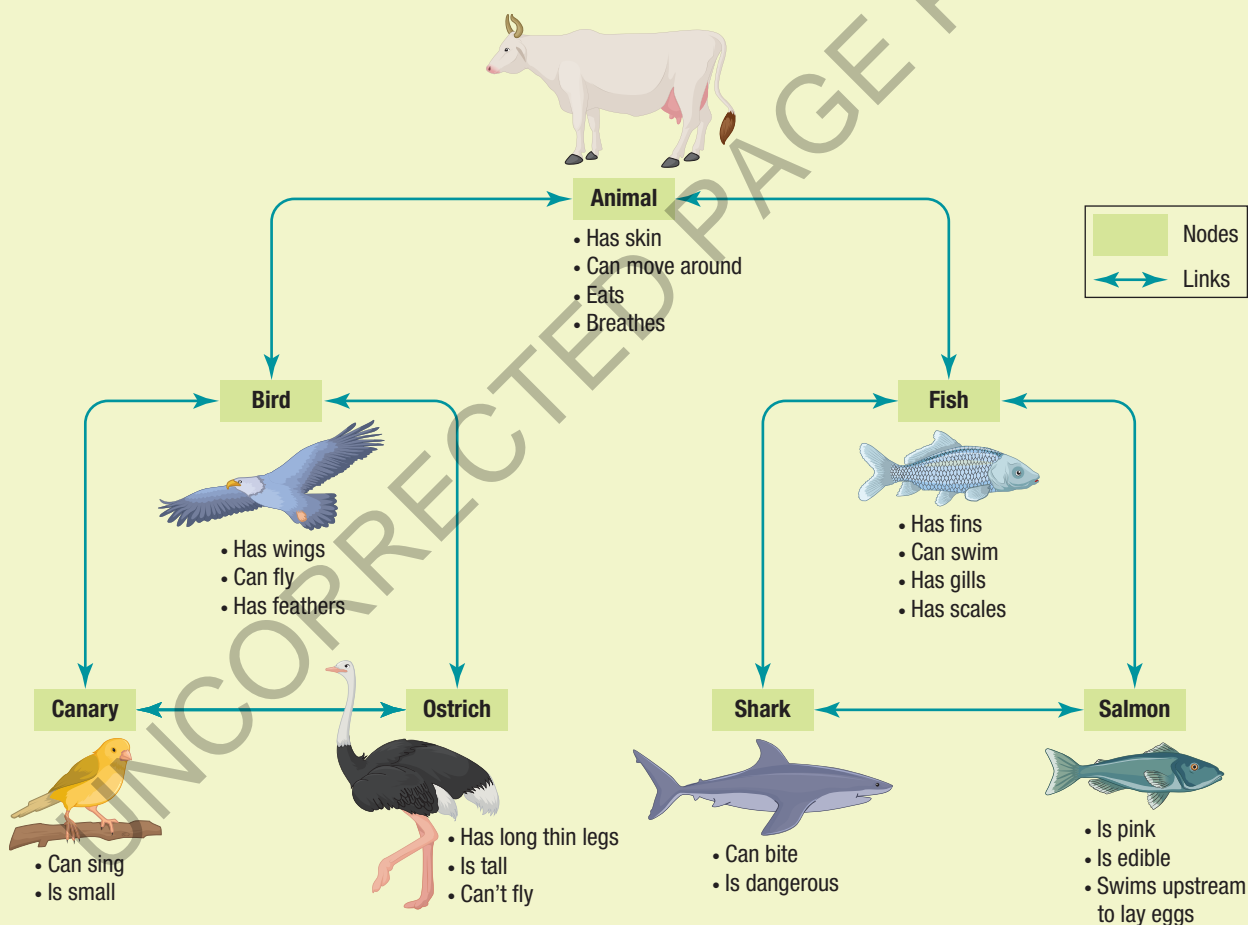 UNCORRECTED PAGE
Animal
• Has skin
• Can move around
• Eats
• Breathes
Nodes
Links
Bird
• Has wings
• Can fly
• Has feathers
Fish
• Has fins
• Can swim
• Has gills
• Has scales
Canary
• Can sing
• Is small
Ostrich
• Has long thin legs
• Is tall
• Can't fly
Shark
• Can bite
• Is dangerous
Salmon
• Is pink
• Is edible
• Swims upstream
to lay eggs